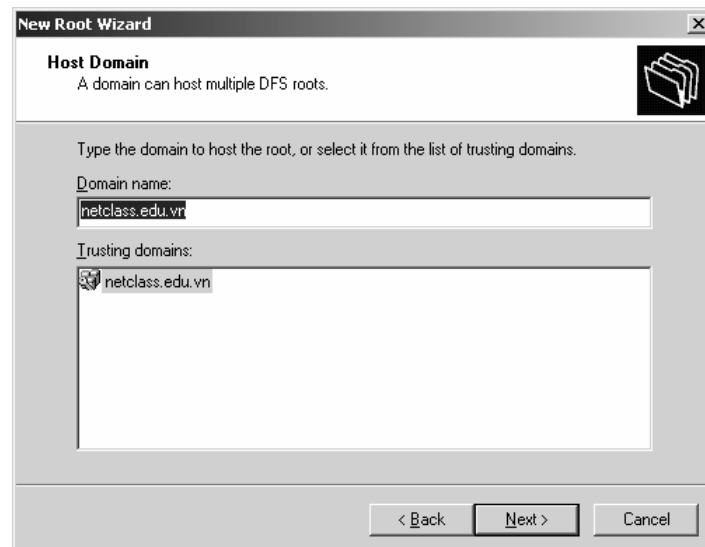 New Root Wizard
Host Domain
A domain can host multiple DFS roots.
Type the domain to host the root, or select it from the list of trusting domains.
Domain name:
netclass.edu.vn
Trusting domains:
netclass.edu.vn
< Back Next > Cancel